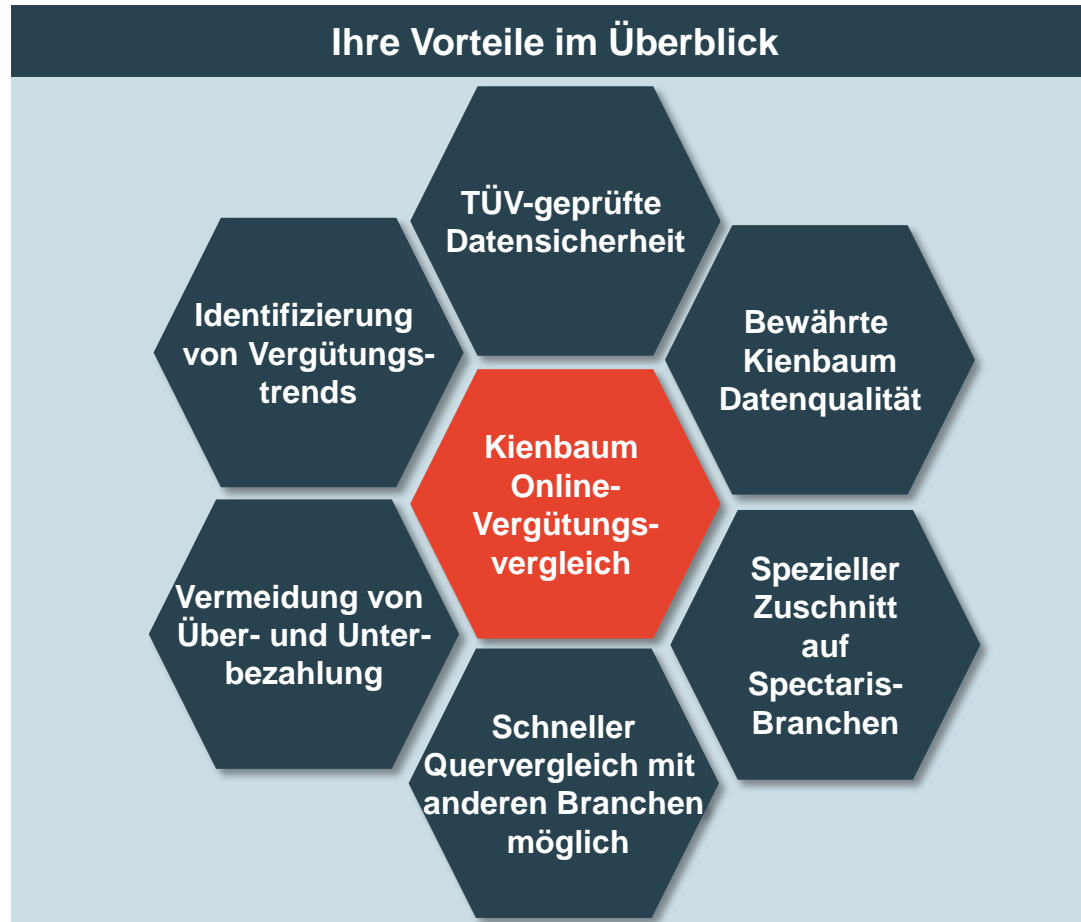 Ihre Vorteile im Überblick
TÜV-geprüfte
Datensicherheit
Identifizierung
von Vergütungs-
trends
Bewährte
Kienbaum
Datenqualität
Kienbaum
Online-
Vergütungs-
vergleich
Vermeidung von
Über- und Unter-
bezahlung
Spezieller
Zuschnitt
auf
Spectaris-
Branchen
Schneller
Quervergleich mit
anderen Branchen
möglich